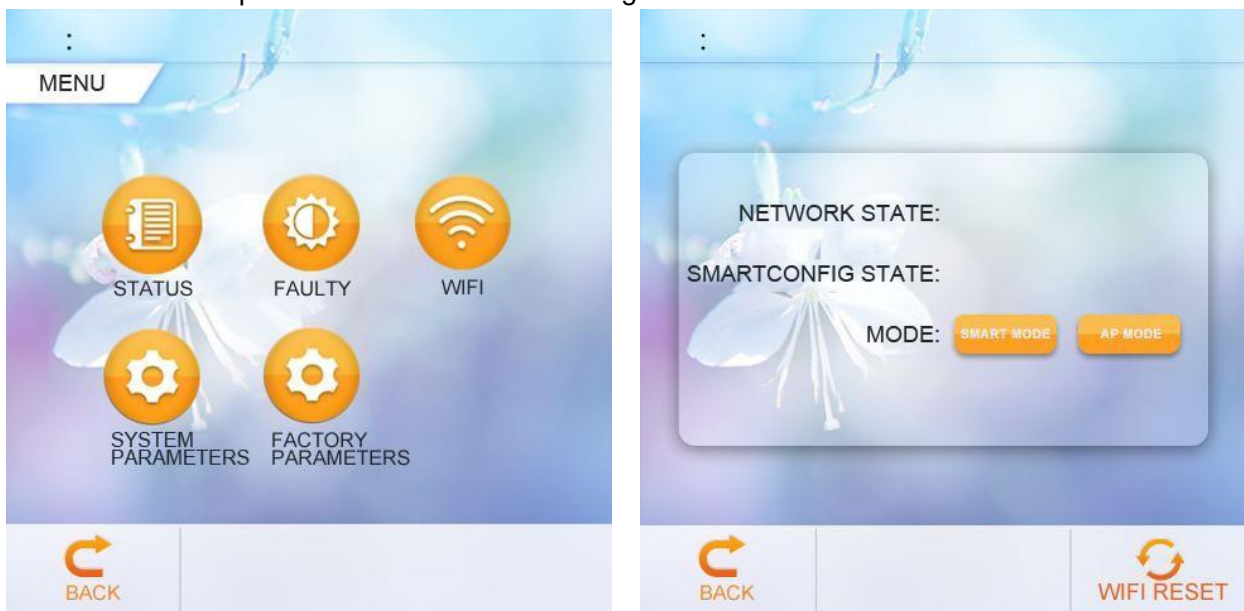 :
MENU
STATUS
FAULTY
WIFI
SYSTEM
PARAMETERS
FACTORY
PARAMETERS
BACK
:
NETWORK STATE:
SMARTCONFIG STATE:
MODE: SMART MODE AP MODE
BACK
WIFI RESET